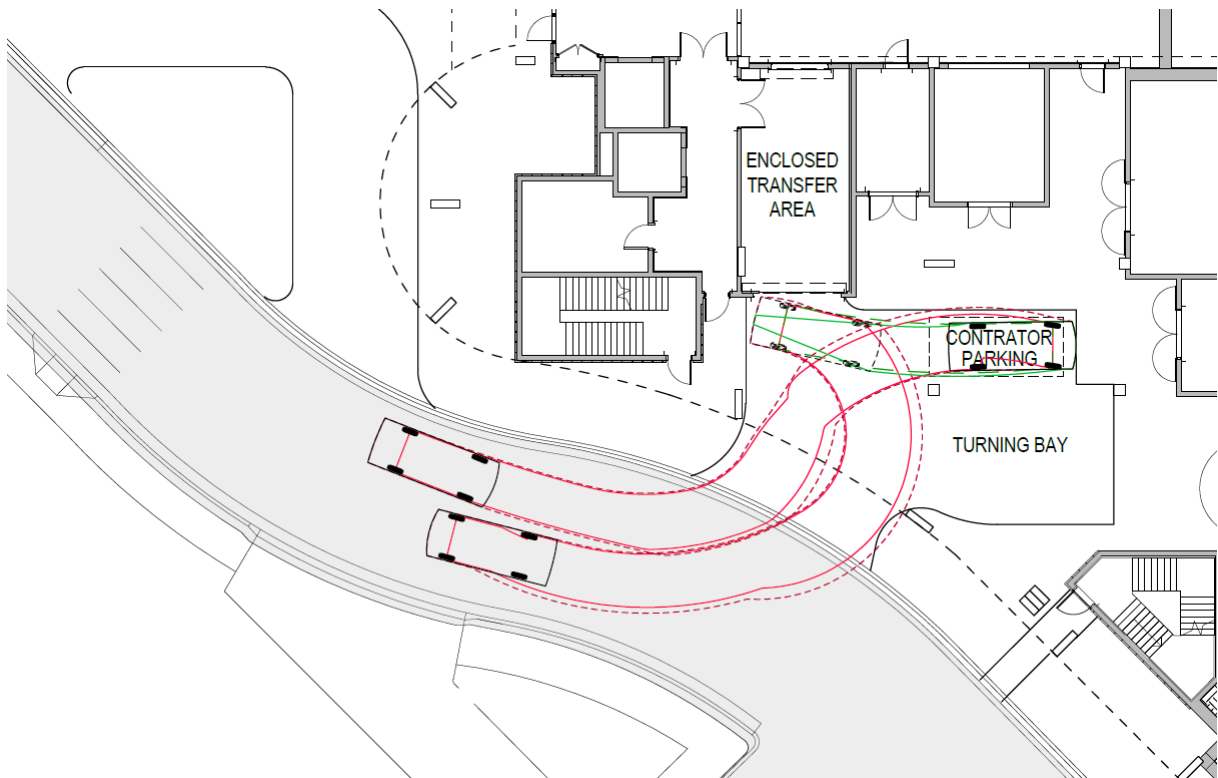 ENCLOSED
TRANSFER
AREA
CONTRATOR
PARKING
TURNING BAY